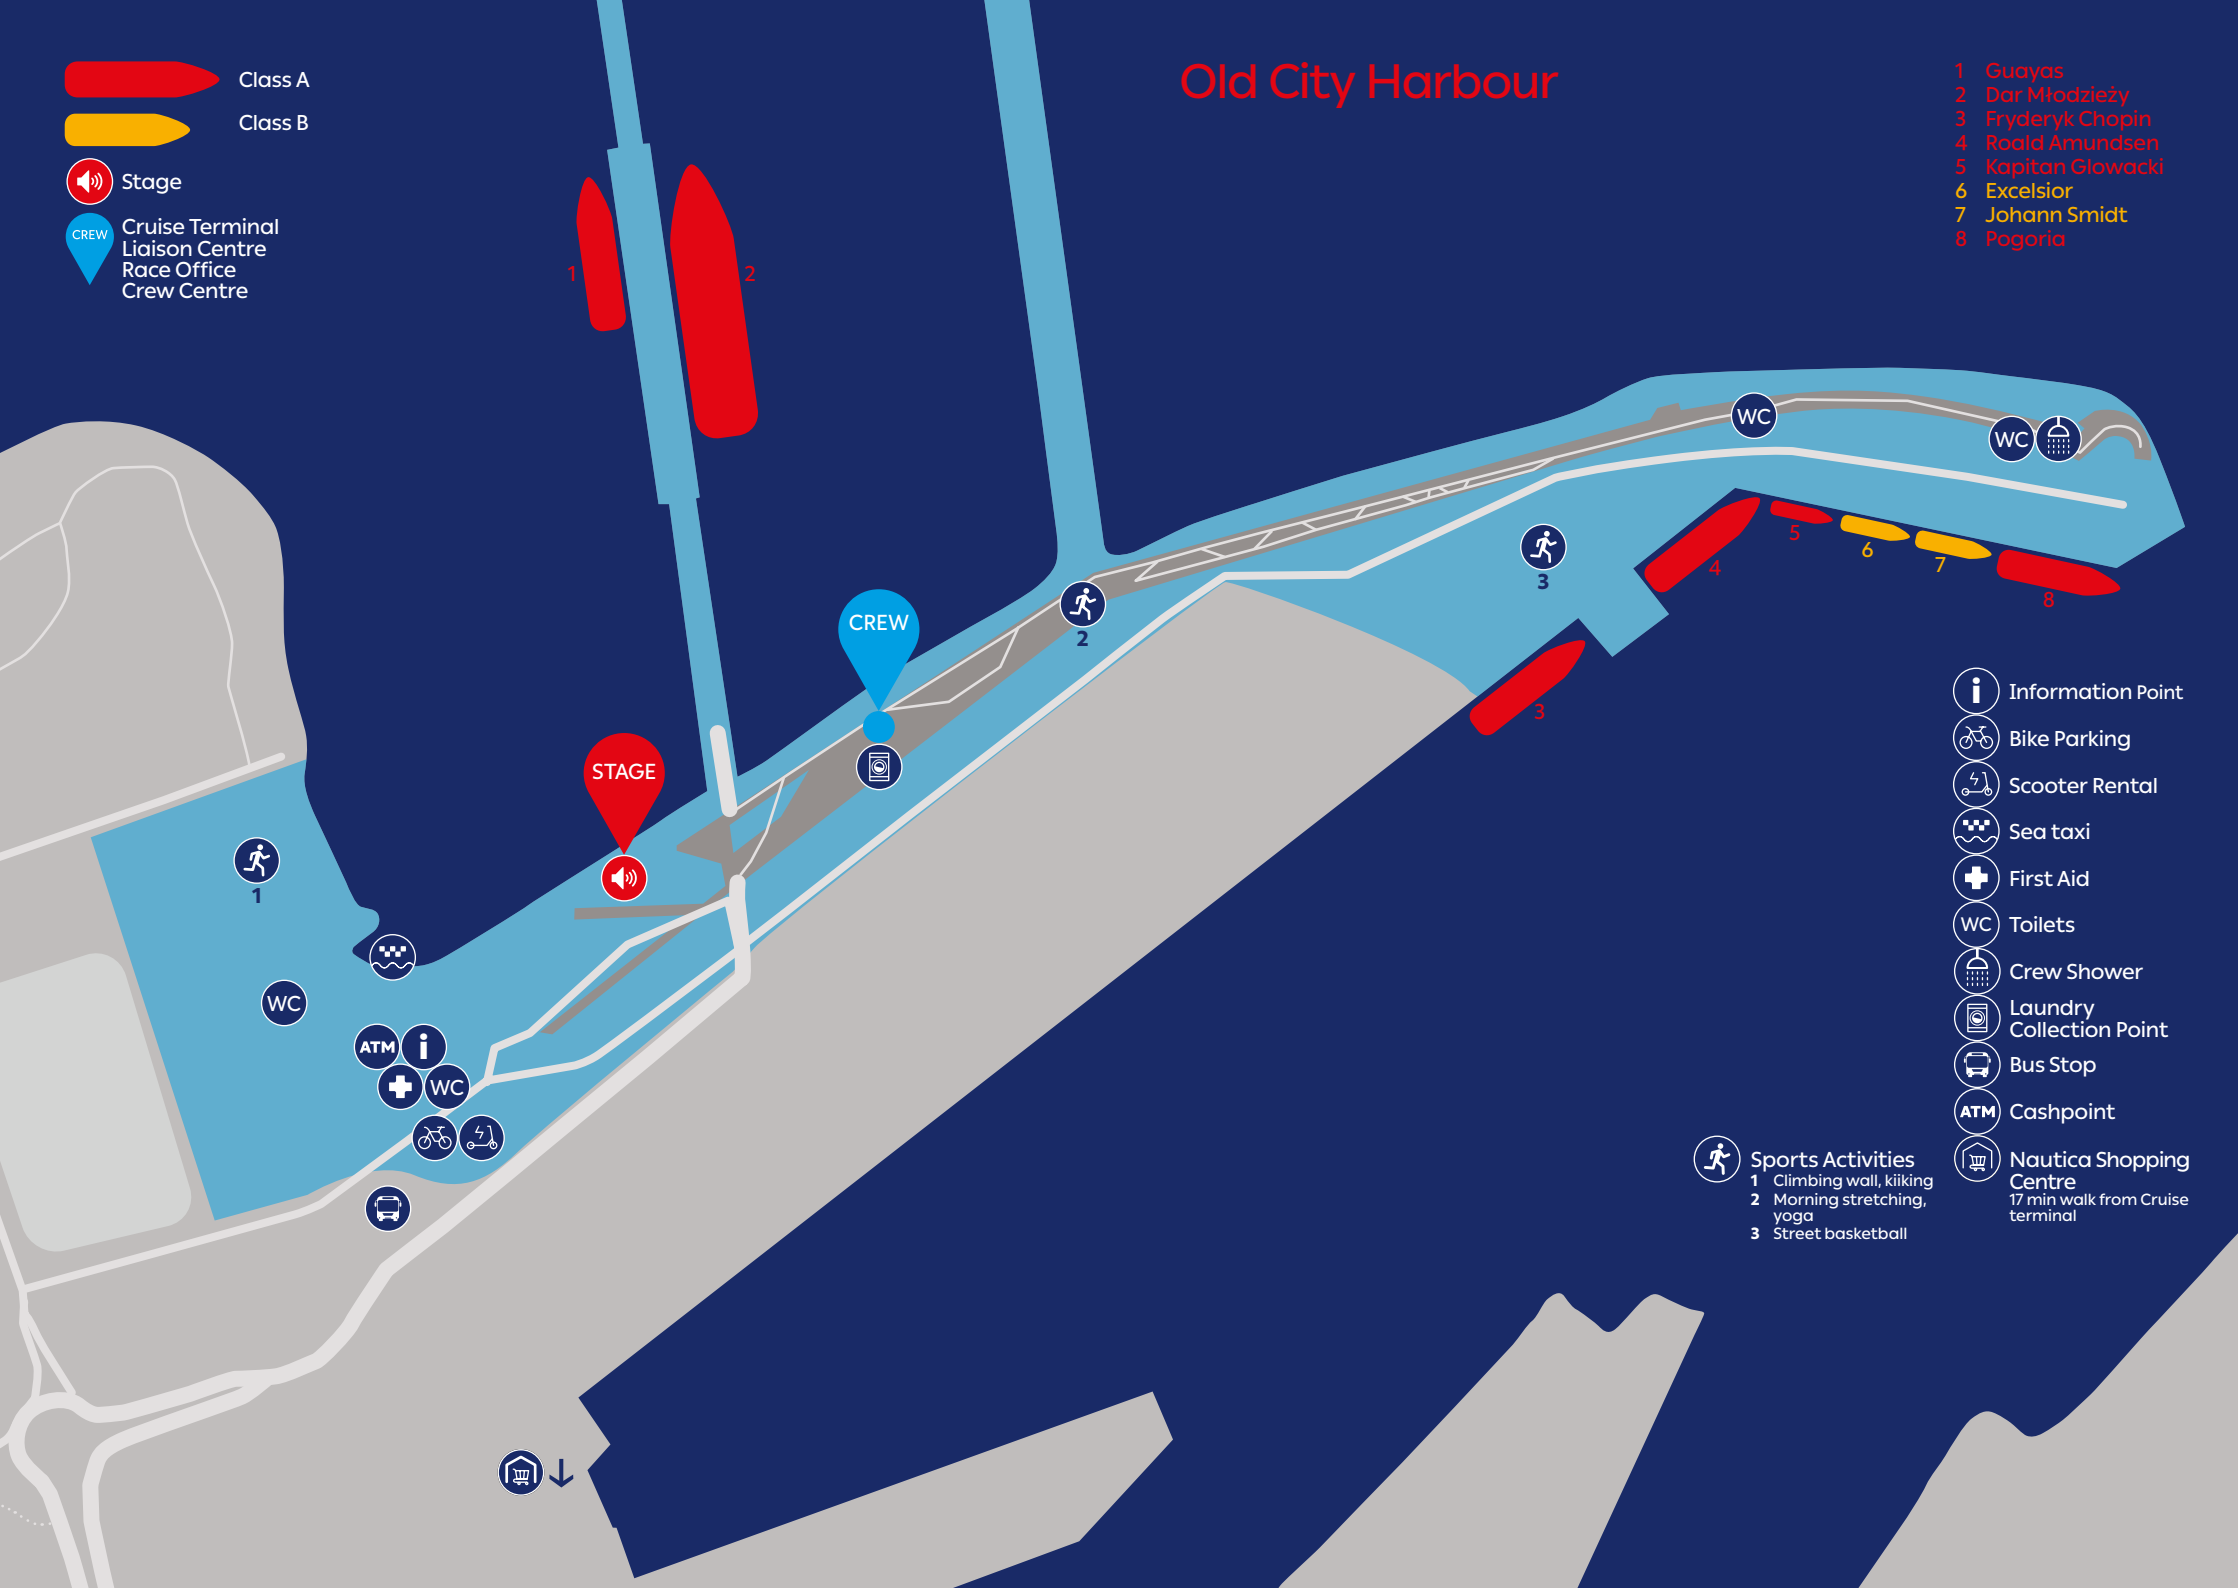 Old City Harbour
Class A
Class B
Stage
CREW
Cruise Terminal
Liaison Centre
Race Office
Crew Centre
1 Guayas
2 Dar Młodzieży
3 Fryderyk Chopin
4 Roald Amundsen
5 Kapitan Glowacki
6 Excelsior
7 Johann Smidt
8 Pogoria
1
2
WC
WC
5
6
7
4
8
3
3
2
CREW
STAGE
1
WC
ATM
i
WC
i Information Point
Bike Parking
Scooter Rental
Sea taxi
First Aid
WC Toilets
Crew Shower
Laundry
Collection Point
Bus Stop
ATM Cashpoint
Nautica Shopping
Centre
17 min walk from Cruise
terminal
Sports Activities
1 Climbing wall, kiiking
2 Morning stretching,
yoga
3 Street basketball